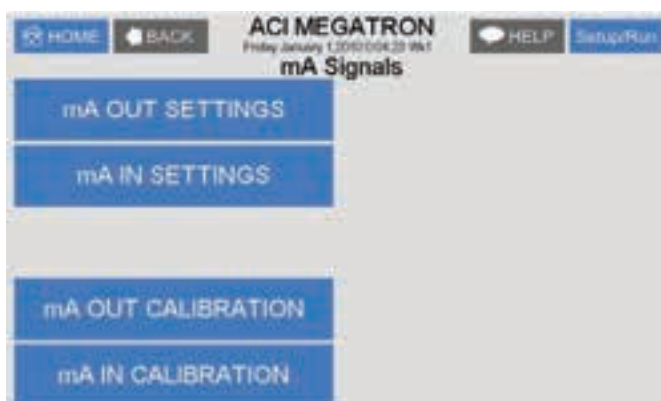 HOME BACK ACI MEGATRON HELP Setup/Run
mA Signals
mA OUT SETTINGS
mA IN SETTINGS
mA OUT CALIBRATION
mA IN CALIBRATION